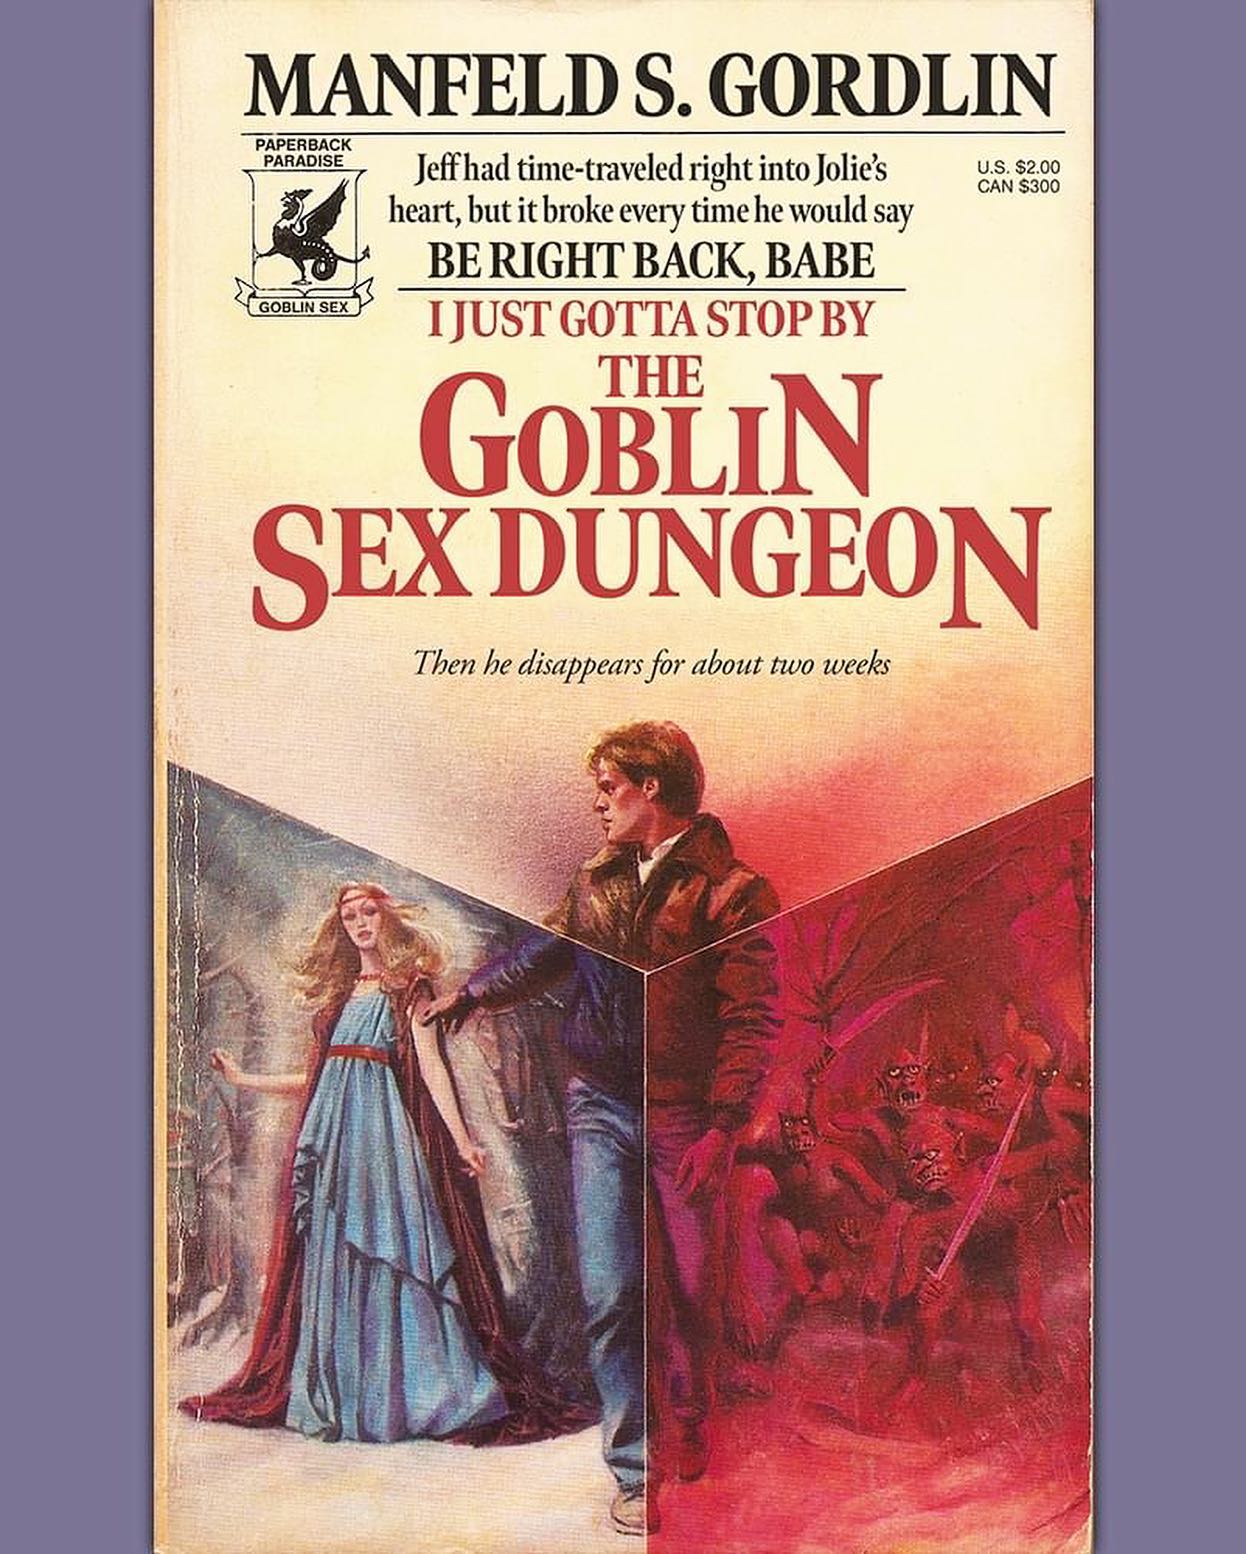 MANFELD S. GORDLIN
PAPERBACK
PARADISE
GOBLIN SEX
Jeff had time-traveled right into Jolie's
heart, but it broke every time he would say
BE RIGHT BACK, BABE
U.S. $2.00
CAN $300
I JUST GOTTA STOP BY
THE
GOBLIN
SEX DUNGEON
Then he disappears for about two weeks